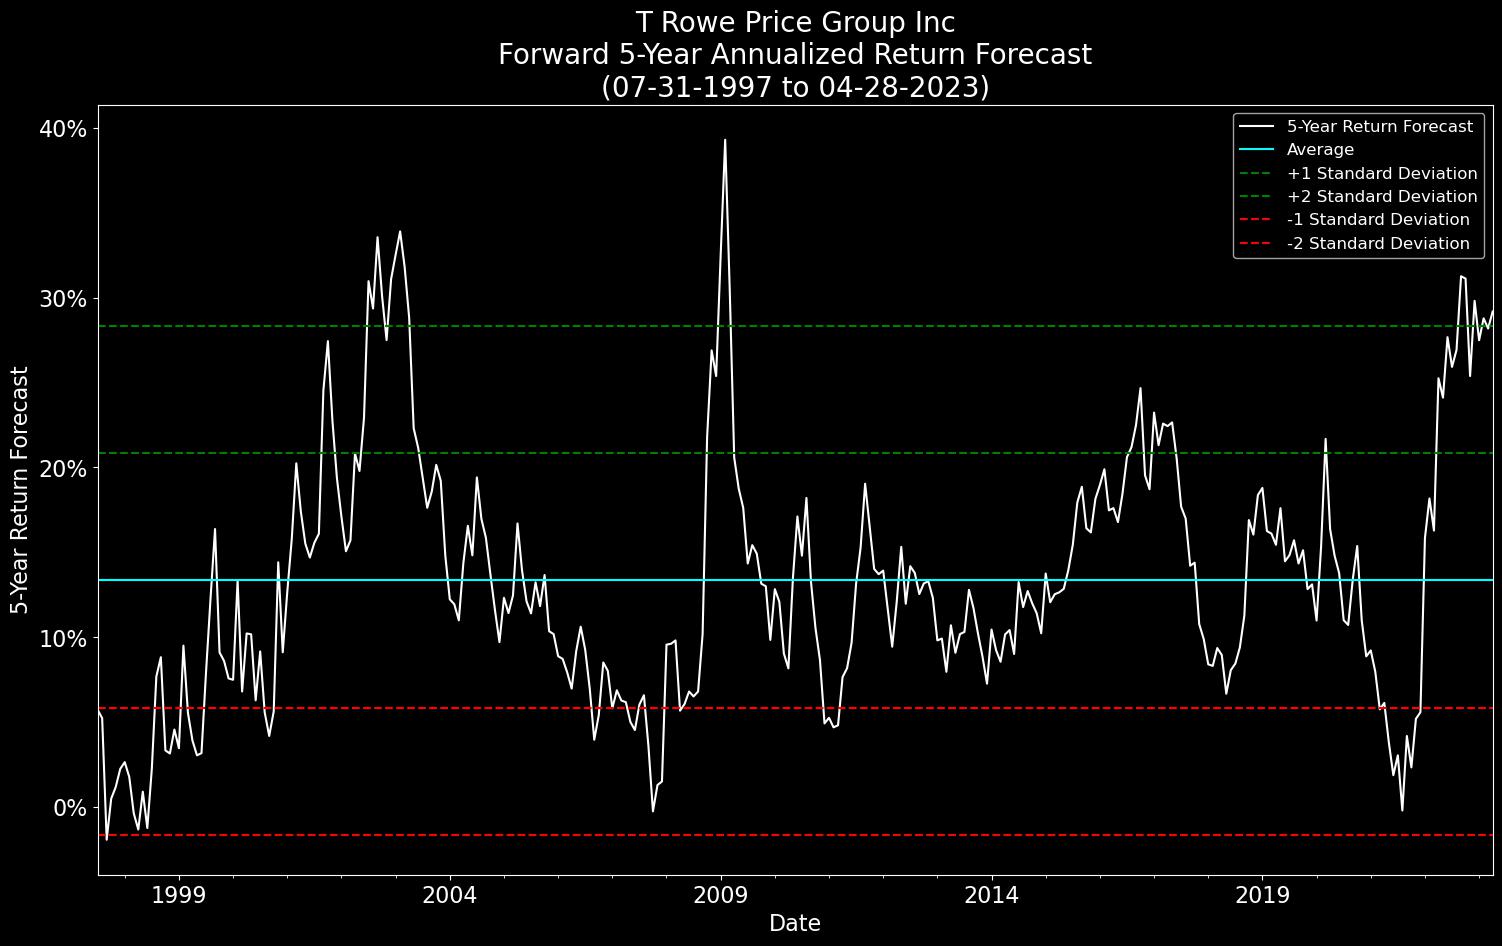 T Rowe Price Group Inc
Forward 5-Year Annualized Return Forecast
(07-31-1997 to 04-28-2023)
5-Year Return Forecast
Average
+1 Standard Deviation
+2 Standard Deviation
-1 Standard Deviation
-2 Standard Deviation
5-Year Return Forecast
40%
30%
20%
10%
0%
1999 2004 2009 2014 2019
Date